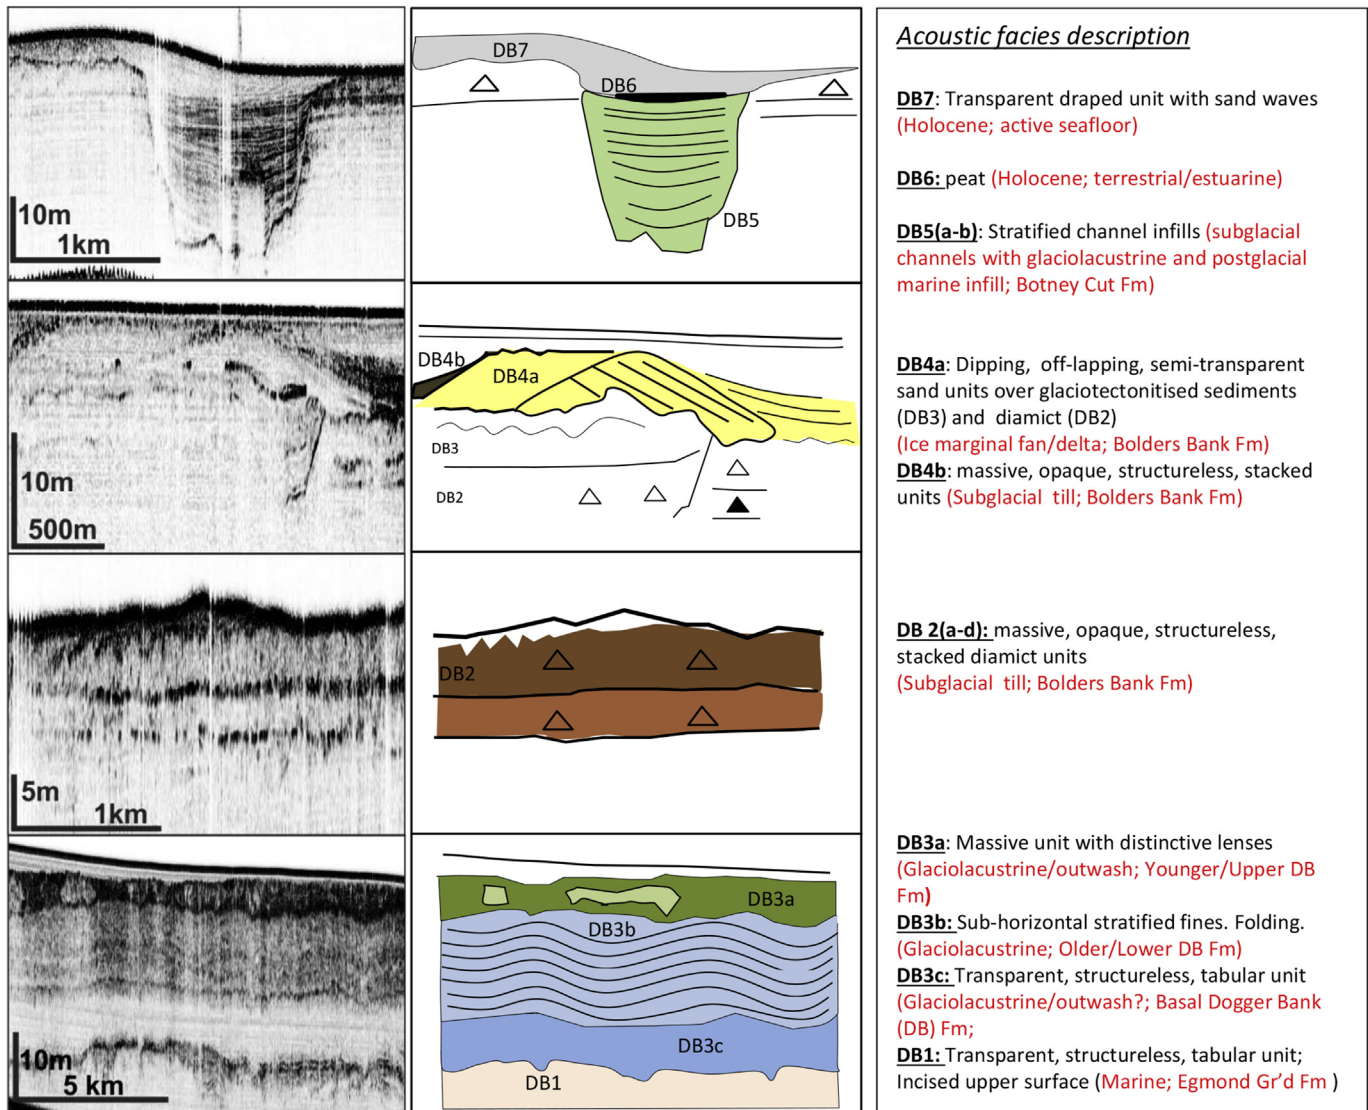 10m
1km
DB7
DB6
DB5
10m
500m
DB4b
DB4a
DB3
DB2
5m
1km
DB2
10m
5 km
DB3a
DB3b
DB3c
DB1
Acoustic facies description
DB7: Transparent draped unit with sand waves
(Holocene; active seafloor)
DB6: peat (Holocene; terrestrial/estuarine)
DB5(a-b): Stratified channel infills (subglacial
channels with glaciolacustrine and postglacial
marine infill; Botney Cut Fm)
DB4a: Dipping, off-lapping, semi-transparent
sand units over glaciotectonitised sediments
(DB3) and diamict (DB2)
(Ice marginal fan/delta; Bolders Bank Fm)
DB4b: massive, opaque, structureless, stacked
units (Subglacial till; Bolders Bank Fm)
DB 2(a-d): massive, opaque, structureless,
stacked diamict units
(Subglacial till; Bolders Bank Fm)
DB3a: Massive unit with distinctive lenses
(Glaciolacustrine/outwash; Younger/Upper DB
Fm)
DB3b: Sub-horizontal stratified fines. Folding.
(Glaciolacustrine; Older/Lower DB Fm)
DB3c: Transparent, structureless, tabular unit
(Glaciolacustrine/outwash?; Basal Dogger Bank
(DB) Fm;
DB1: Transparent, structureless, tabular unit;
Incised upper surface (Marine; Egmond Gr'd Fm )